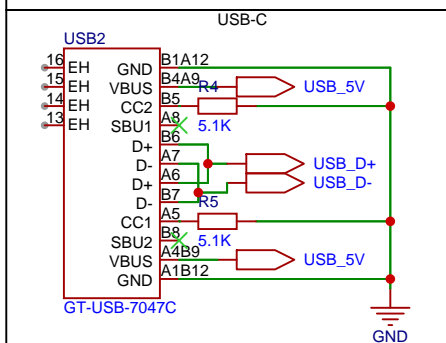 USB-C
USB2
16 EH GND B1A12
15 EH VBUS B4A9 R4 USB_5V
14 EH CC2 B5 5.1K
13 EH SBU1 A8
D+ B6
D- A7 USB_D+
D+ A6 USB_D-
D- B7 R5
CC1 A5 5.1K
SBU2 B8
VBUS A4B9 USB_5V
GND A1B12
GT-USB-7047C
GND